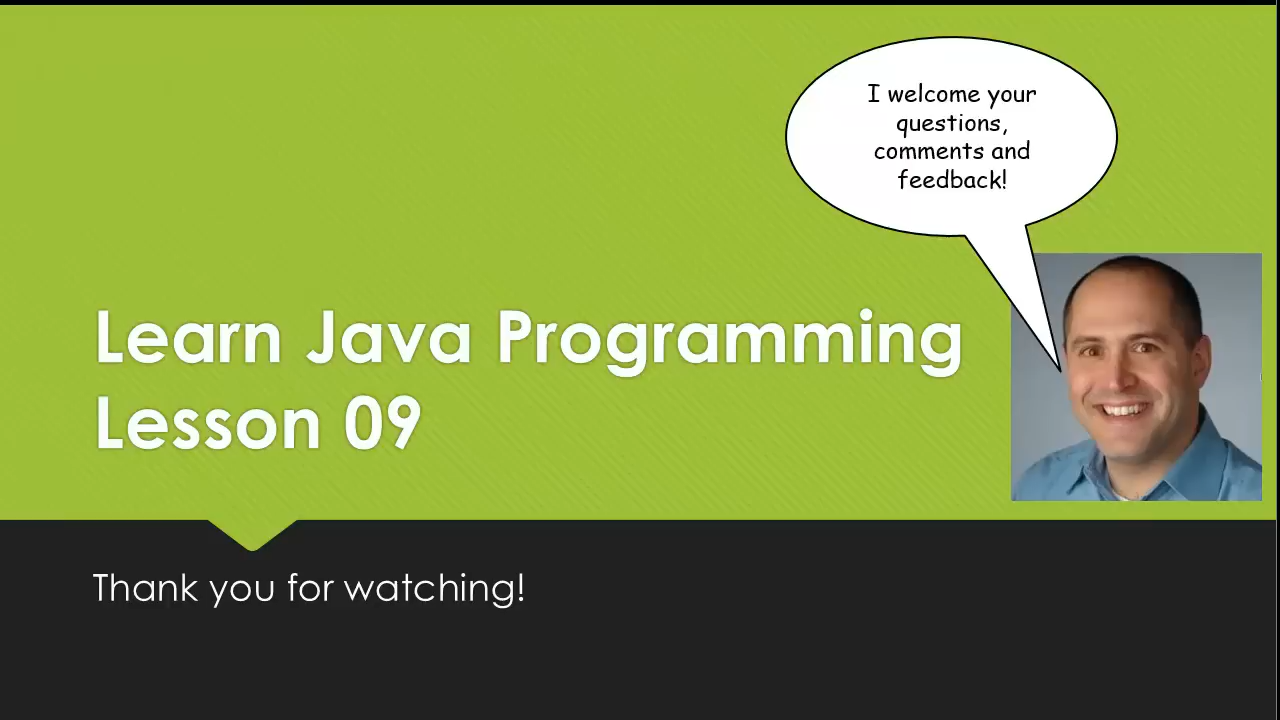 I welcome your
questions,
comments and
feedback!
Learn Java Programming
Lesson 09
Thank you for watching!